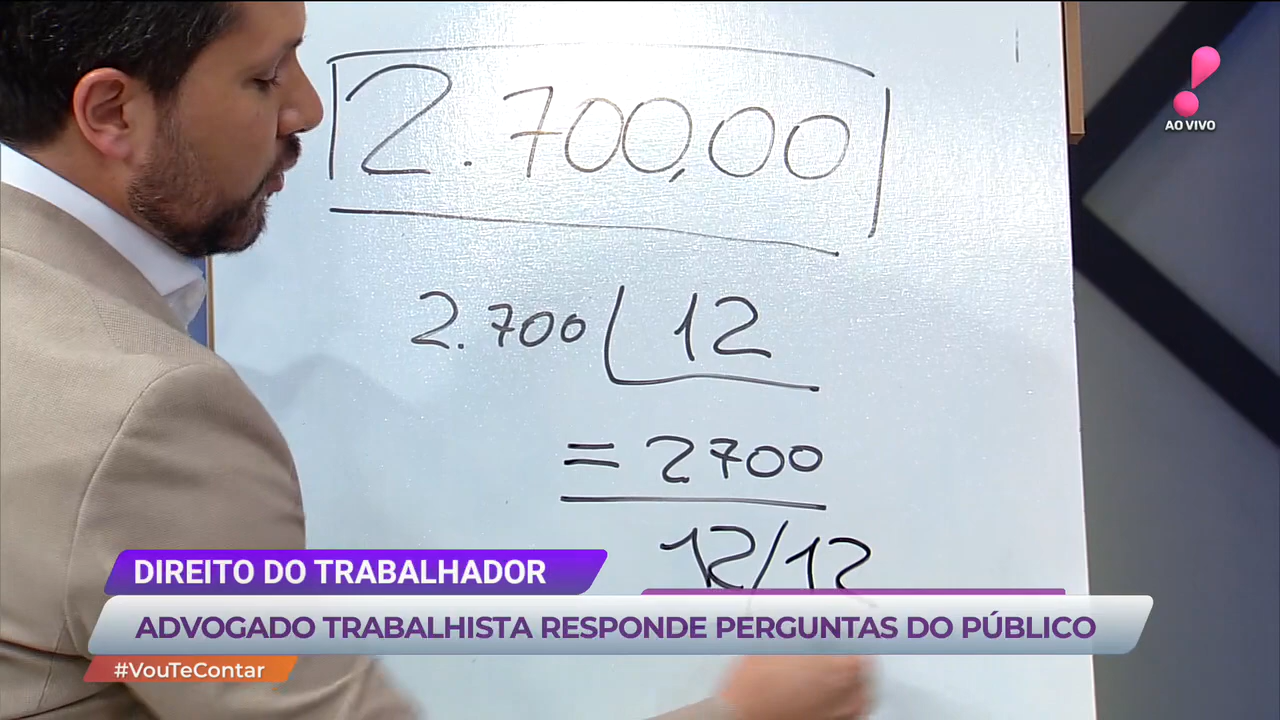 2.700,00
AO VIVO
2.700 12
= 2700
12/12
DIREITO DO TRABALHADOR
ADVOGADO TRABALHISTA RESPONDE PERGUNTAS DO PÚBLICO
#VouTeContar